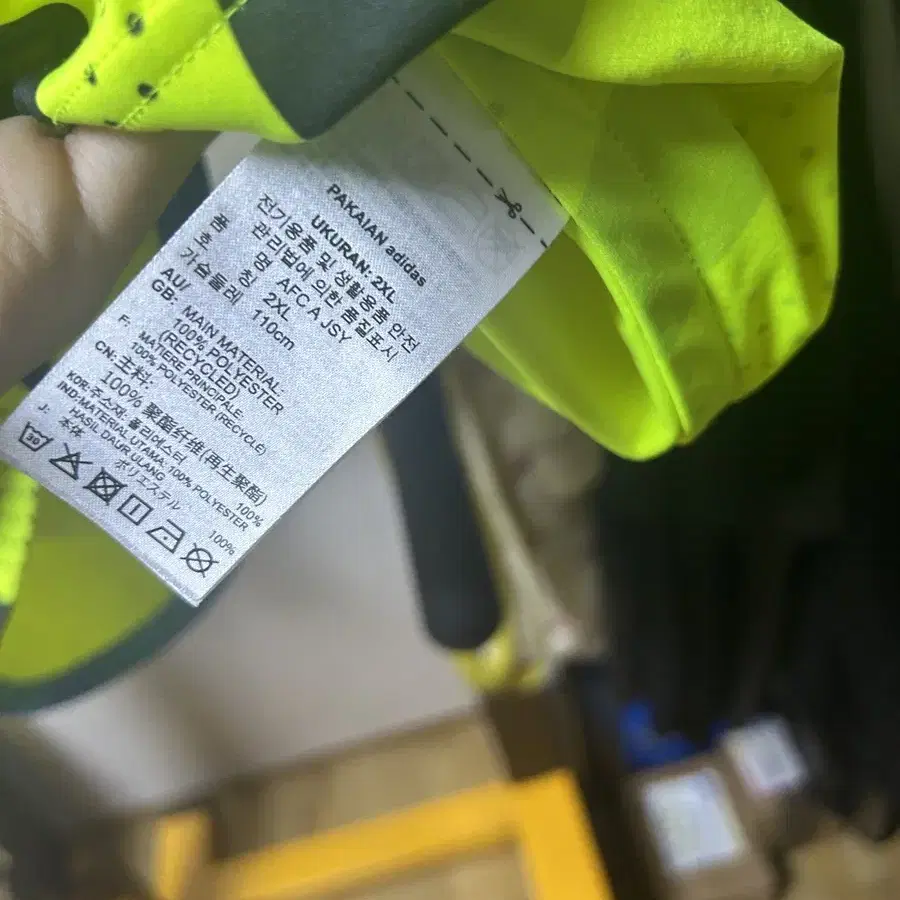 PAKAIAN adidas
UKURAN: 2XL
전기용품 및 생활용품 안전
관리법에 의한 품질표시
품 명 AFC A JSY
호 칭 2XL
가슴둘레 110cm
AU/
GB: MAIN MATERIAL:
100% POLYESTER
(RECYCLED)
F: MATIERE PRINCIPALE:
100% POLYESTER (RECYCLE)
CN: 主料:
100% 聚酯纤维(再生聚酯)
KOR: 주소재: 폴리에스터 100%
IND: MATERIAL UTAMA: 100% POLYESTER
HASIL DAUR ULANG
J: 本体 ポリエステル 100%
30